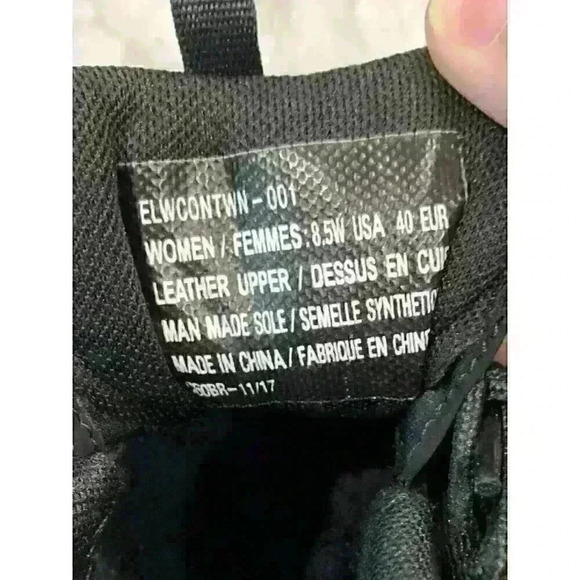 ELWCONTWN-001
WOMEN / FEMMES: 8.5W USA 40 EUR
LEATHER UPPER / DESSUS EN CUI
MAN MADE SOLE / SEMELLE SYNTHETIC
MADE IN CHINA / FABRIQUE EN CHINE